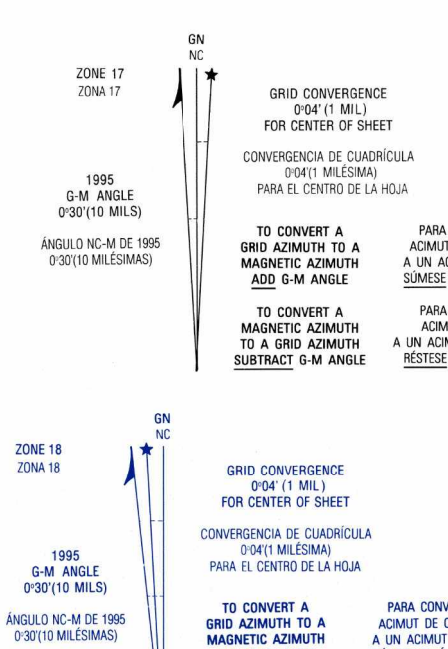 GN
NC
ZONE 17
ZONA 17
GRID CONVERGENCE
0°04' (1 MIL)
FOR CENTER OF SHEET
CONVERGENCIA DE CUADRÍCULA
0°04'(1 MILÉSIMA)
PARA EL CENTRO DE LA HOJA
1995
G-M ANGLE
0°30'(10 MILS)
ÁNGULO NC-M DE 1995
0°30'(10 MILÉSIMAS)
TO CONVERT A
GRID AZIMUTH TO A
MAGNETIC AZIMUTH
ADD G-M ANGLE
PARA
ACIMUT
A UN
SÚMESE
TO CONVERT A
MAGNETIC AZIMUTH
TO A GRID AZIMUTH
SUBTRACT G-M ANGLE
PARA
ACIM
A UN ACIM
RÉSTESE
GN
NC
ZONE 18
ZONA 18
GRID CONVERGENCE
0°04' (1 MIL)
FOR CENTER OF SHEET
CONVERGENCIA DE CUADRÍCULA
0°04'(1 MILÉSIMA)
PARA EL CENTRO DE LA HOJA
1995
G-M ANGLE
0°30'(10 MILS)
ÁNGULO NC-M DE 1995
0°30'(10 MILÉSIMAS)
TO CONVERT A
GRID AZIMUTH TO A
MAGNETIC AZIMUTH
PARA CONV
ACIMUT DE
A UN ACIMUT